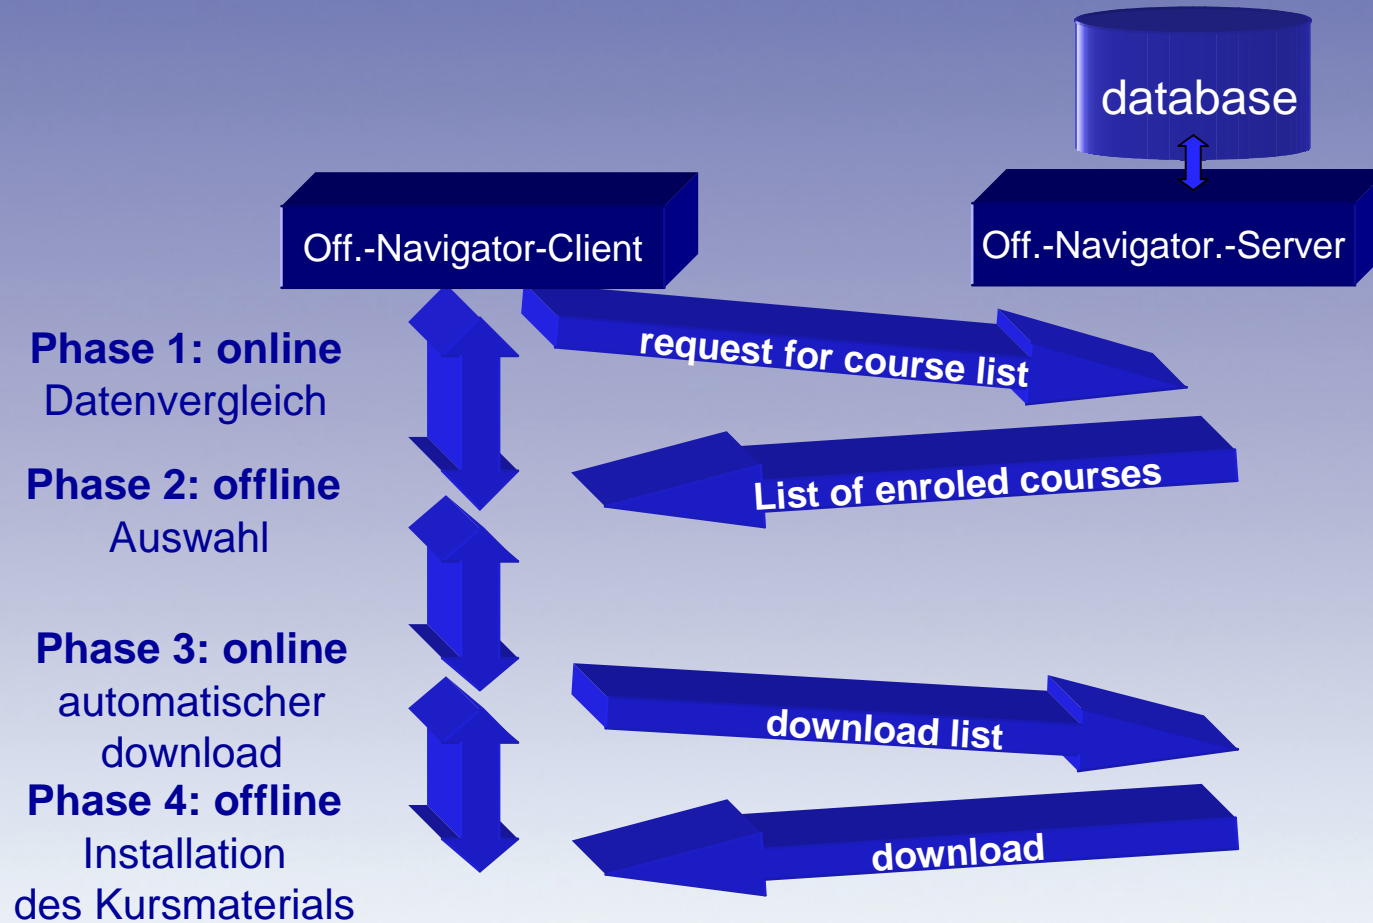 database
Off.-Navigator-Client
Off.-Navigator.-Server
Phase 1: online
Datenvergleich
request for course list
List of enroled courses
Phase 2: offline
Auswahl
Phase 3: online
automatischer
download
download list
Phase 4: offline
Installation
des Kursmaterials
download